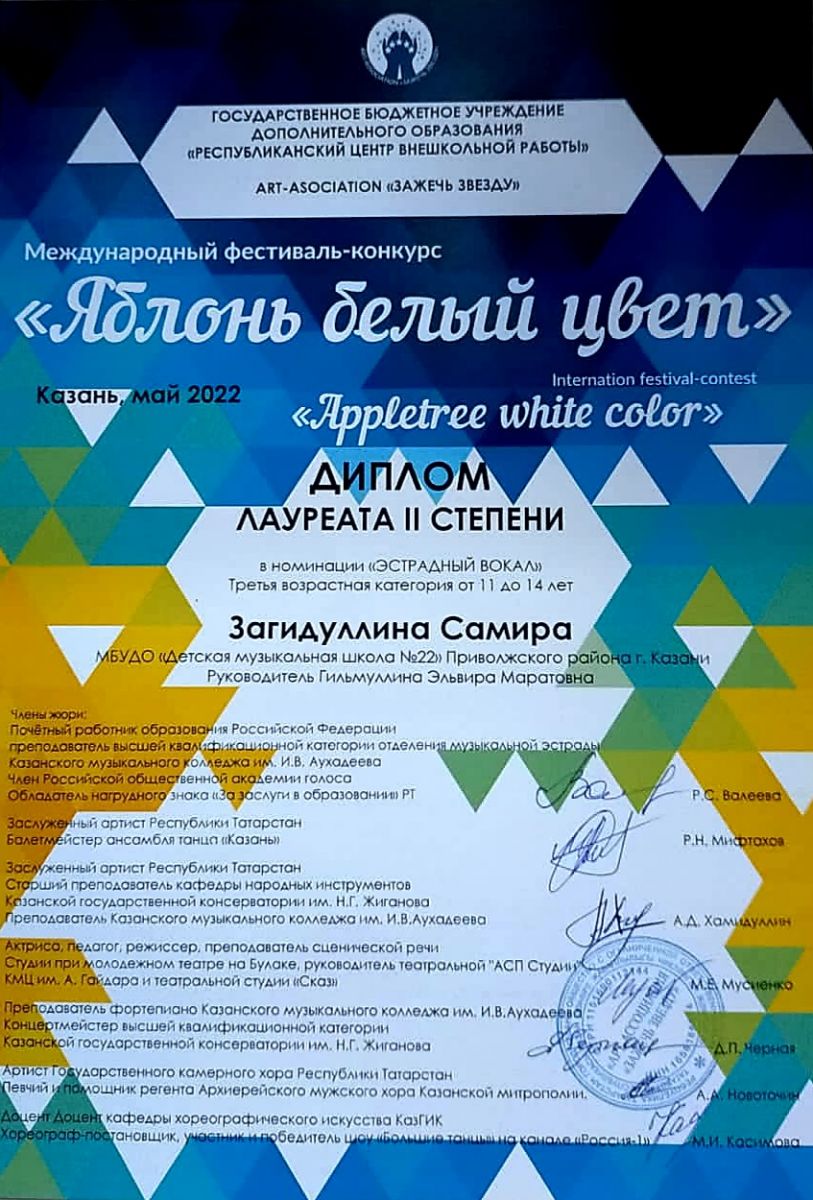 ГОСУДАРСТВЕННОЕ БЮДЖЕТНОЕ УЧРЕЖДЕНИЕ
ДОПОЛНИТЕЛЬНОГО ОБРАЗОВАНИЯ
«РЕСПУБЛИКАНСКИЙ ЦЕНТР ВНЕШКОЛЬНОЙ РАБОТЫ»
ART-ASOCIATION «ЗАЖЕЧЬ ЗВЕЗДУ»
Международный фестиваль-конкурс
«Яблонь белый цвет»
Internation festival-contest
Казань, май 2022
«Appletree white color»
ДИПЛОМ
ЛАУРЕАТА II СТЕПЕНИ
в номинации «ЭСТРАДНЫЙ ВОКАЛ»
Третья возрастная категория от 11 до 14 лет
Загидуллина Самира
МБУДО «Детская музыкальная школа №22» Приволжского района г. Казани
Руководитель Гильмуллина Эльвира Маратовна
Члены жюри:
Почётный работник образования Российской Федерации
преподаватель высшей квалификационной категории отделения музыкальной эстрады
Казанского музыкального колледжа им. И.В. Аухадеева
Член Российской общественной академии голоса
Обладатель нагрудного знака «За заслуги в образовании» РТ
Р.С. Валеева
Заслуженный артист Республики Татарстан
Балетмейстер ансамбля танца «Казань»
Р.Н. Мифтахов
Заслуженный артист Республики Татарстан
Старший преподаватель кафедры народных инструментов
Казанской государственной консерватории им. Н.Г. Жиганова
Преподаватель Казанского музыкального колледжа им. И.В.Аухадеева
А.Д. Хамидуллин
Актриса, педагог, режиссер, преподаватель сценической речи
Студии при молодежном театре на Булаке, руководитель театральной "АСП Студии"
КМЦ им. А. Гайдара и театральной студии «Сказ»
М.Е. Мусиенко
Преподаватель фортепиано Казанского музыкального колледжа им. И.В.Аухадеева
Концертмейстер высшей квалификационной категории
Казанской государственной консерватории им. Н.Г. Жиганова
Д.П. Черная
Артист Государственного камерного хора Республики Татарстан
Певчий и помощник регента Архиерейского мужского хора Казанской митрополии.
А.А. Новоточин
Доцент Доцент кафедры хореографического искусства КазГИК
Хореограф-постановщик, участник и победитель шоу «Большие танцы» на канале «Россия-1»
М.И. Касимова
«АРТ-АССОЦИАЦИЯ
«ЗАЖЕЧЬ ЗВЕЗДУ»